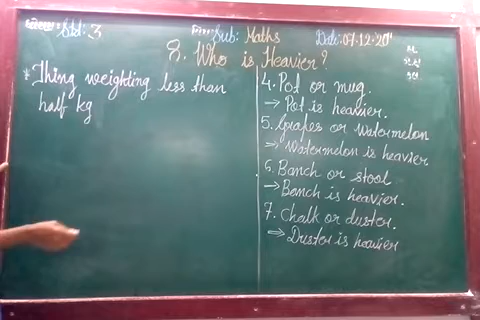 Std: 3
Sub: Maths
Date: 07.12.20
8. Who is Heavier?
* Thing weighting less than
half kg
4. Pot or mug.
→ Pot is heavier.
5. Grapes or watermelon
⇒ Watermelon is heavier
6. Banch or stool
→ Banch is heavier.
7. Chalk or duster.
⇒ Duster is heavier